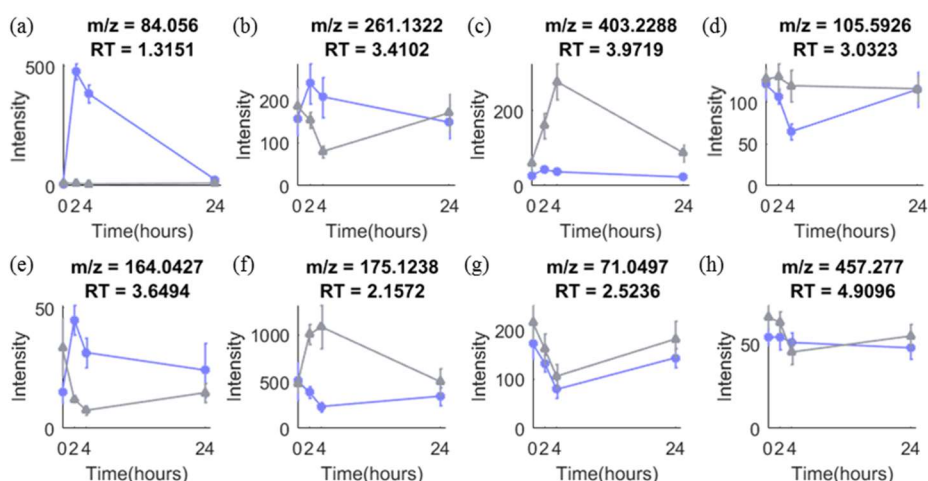 (a) m/z = 84.056
RT = 1.3151
Intensity
500
0
0 2 4 24
Time(hours)
(b) m/z = 261.1322
RT = 3.4102
Intensity
200
100
0
0 2 4 24
Time(hours)
(c) m/z = 403.2288
RT = 3.9719
Intensity
200
0
0 2 4 24
Time(hours)
(d) m/z = 105.5926
RT = 3.0323
Intensity
100
50
0
0 2 4 24
Time(hours)
(e) m/z = 164.0427
RT = 3.6494
Intensity
50
0
0 2 4 24
Time(hours)
(f) m/z = 175.1238
RT = 2.1572
Intensity
1000
500
0
0 2 4 24
Time(hours)
(g) m/z = 71.0497
RT = 2.5236
Intensity
200
100
0
0 2 4 24
Time(hours)
(h) m/z = 457.277
RT = 4.9096
Intensity
50
0
0 2 4 24
Time(hours)